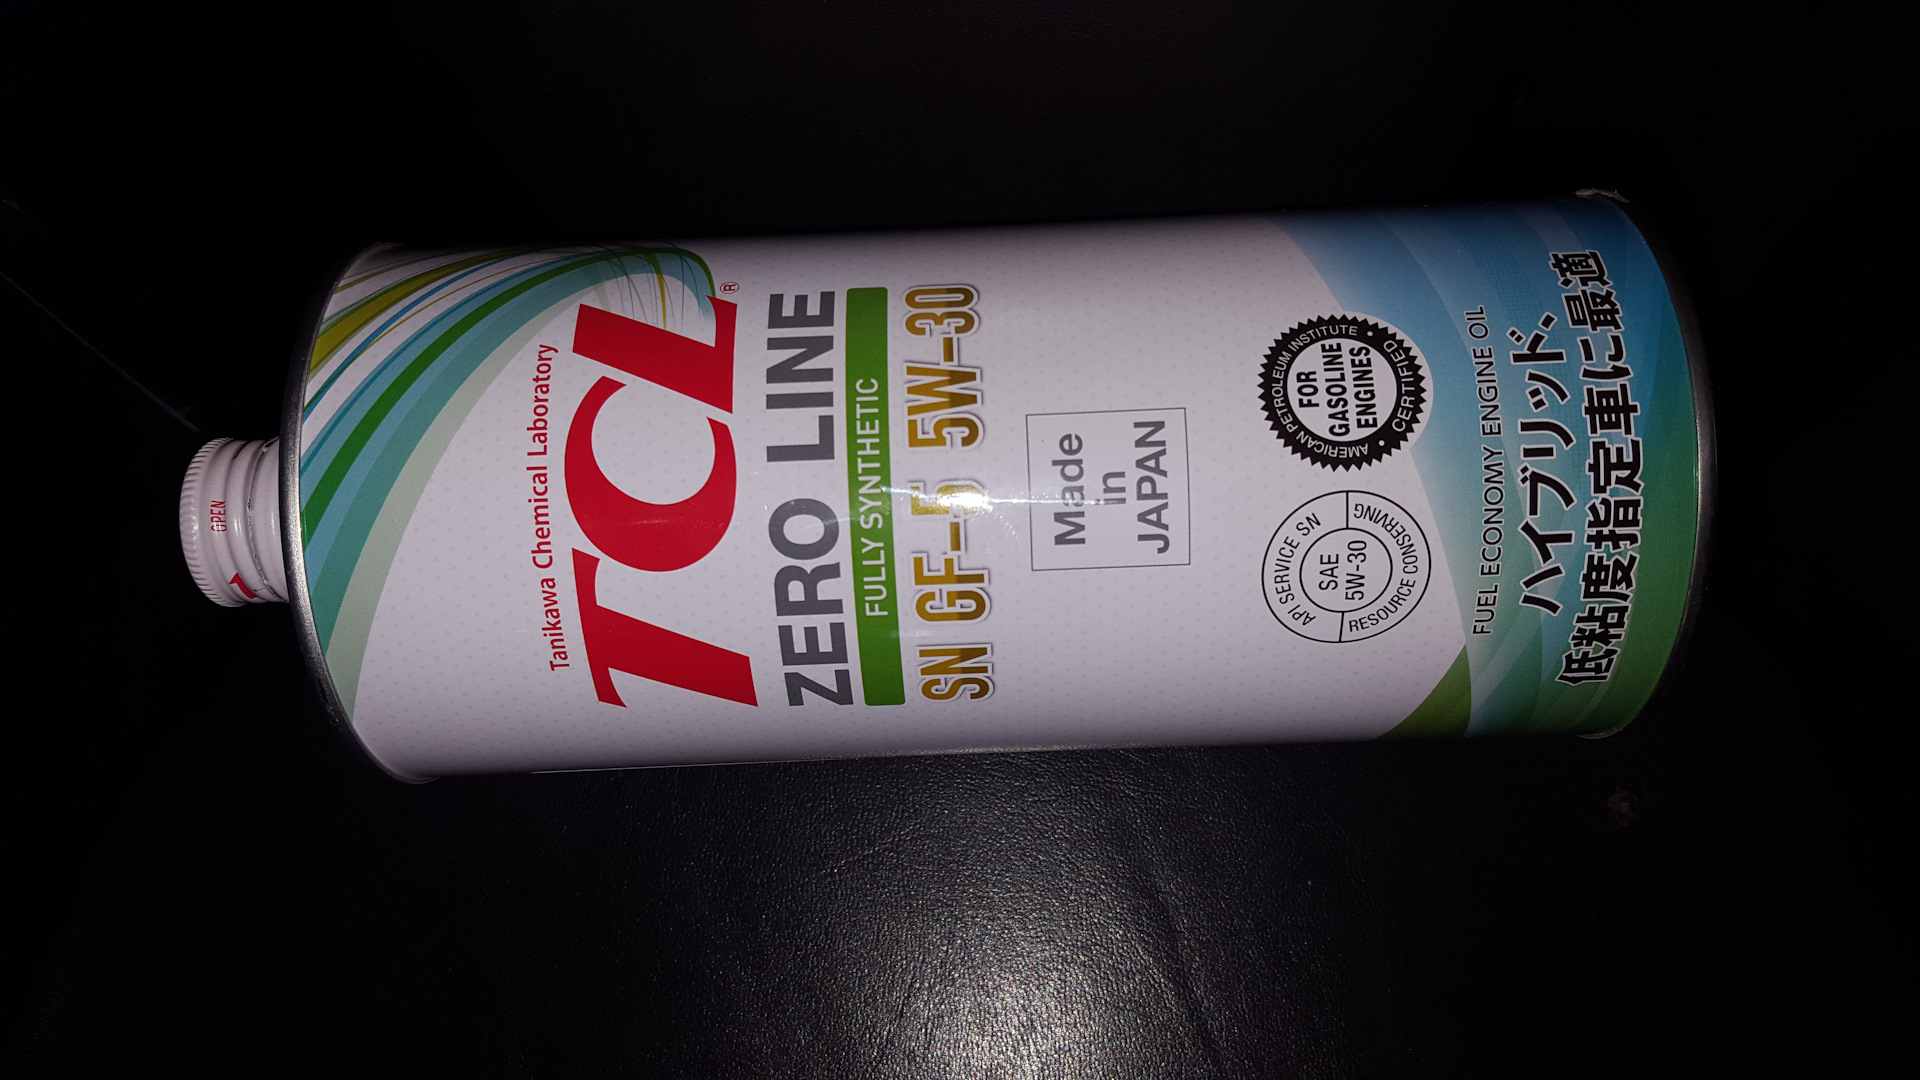 OPEN
Tanikawa Chemical Laboratory
TCL®
ZERO LINE
FULLY SYNTHETIC
SN GF-5 5W-30
Made
in
JAPAN
API SERVICE SN
SAE
5W-30
RESOURCE CONSERVING
AMERICAN PETROLEUM INSTITUTE
FOR
GASOLINE
ENGINES
CERTIFIED
FUEL ECONOMY ENGINE OIL
ハイブリッド、
低粘度指定車に最適